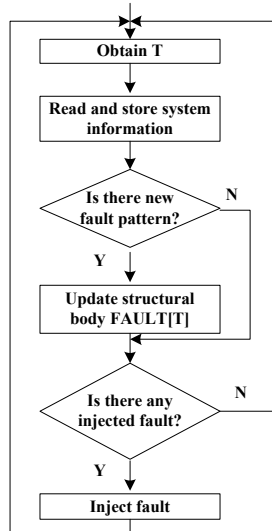 Obtain T
Read and store system
information
Is there new
fault pattern?
N
Y
Update structural
body FAULT[T]
Is there any
injected fault?
N
Y
Inject fault